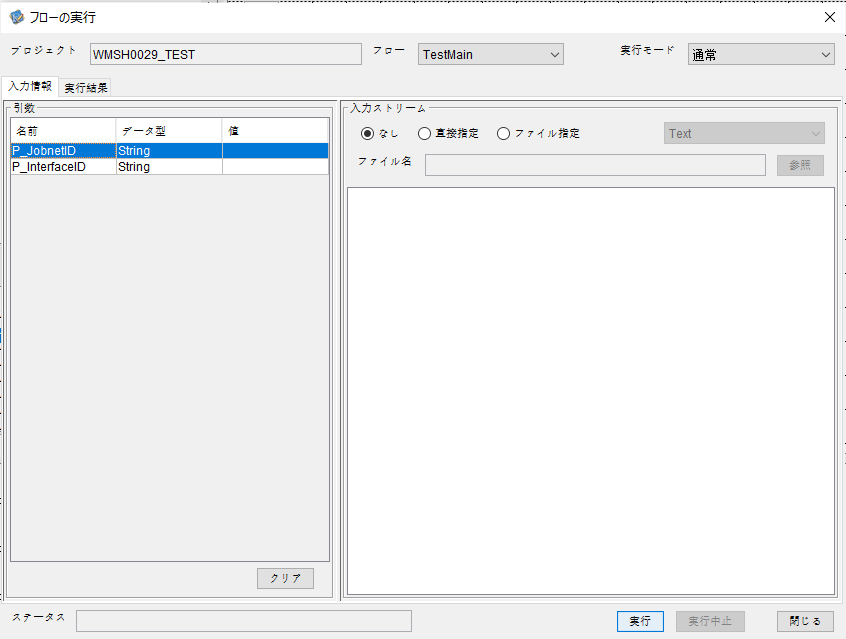 フローの実行
プロジェクト WMSH0029_TEST フロー TestMain 実行モード 通常
入力情報 実行結果
引数
名前 データ型 値
P_JobnetID String
P_InterfaceID String
クリア
入力ストリーム
なし 直接指定 ファイル指定 Text
ファイル名 参照
ステータス 実行 実行中止 閉じる